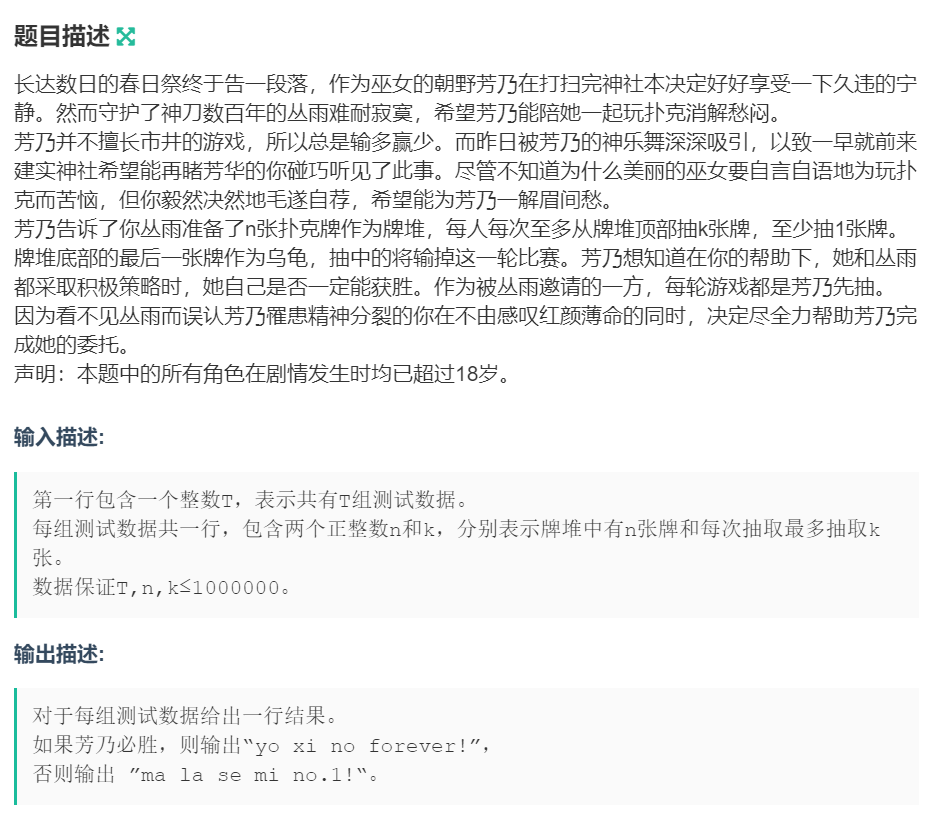 题目描述
长达数日的春日祭终于告一段落，作为巫女的朝野芳乃在打扫完神社本决定好好享受一下久违的宁
静。然而守护了神刀数百年的丛雨难耐寂寞，希望芳乃能陪她一起玩扑克消解愁闷。
芳乃并不擅长市井的游戏，所以总是输多赢少。而昨日被芳乃的神乐舞深深吸引，以致一早就前来
建实神社希望能再睹芳华的你碰巧听见了此事。尽管不知道为什么美丽的巫女要自言自语地为玩扑
克而苦恼，但你毅然决然地毛遂自荐，希望能为芳乃一解眉间愁。
芳乃告诉了你丛雨准备了n张扑克牌作为牌堆，每人每次至多从牌堆顶部抽k张牌，至少抽1张牌。
牌堆底部的最后一张牌作为乌龟，抽中的将输掉这一轮比赛。芳乃想知道在你的帮助下，她和丛雨
都采取积极策略时，她自己是否一定能获胜。作为被丛雨邀请的一方，每轮游戏都是芳乃先抽。
因为看不见丛雨而误认芳乃罹患精神分裂的你在不由感叹红颜薄命的同时，决定尽全力帮助芳乃完
成她的委托。
声明：本题中的所有角色在剧情发生时均已超过18岁。
输入描述:
第一行包含一个整数T，表示共有T组测试数据。
每组测试数据共一行，包含两个正整数n和k，分别表示牌堆中有n张牌和每次抽取最多抽取k
张。
数据保证T,n,k≤1000000。
输出描述:
对于每组测试数据给出一行结果。
如果芳乃必胜，则输出“yo xi no forever!”，
否则输出 ”ma la se mi no.1!“。